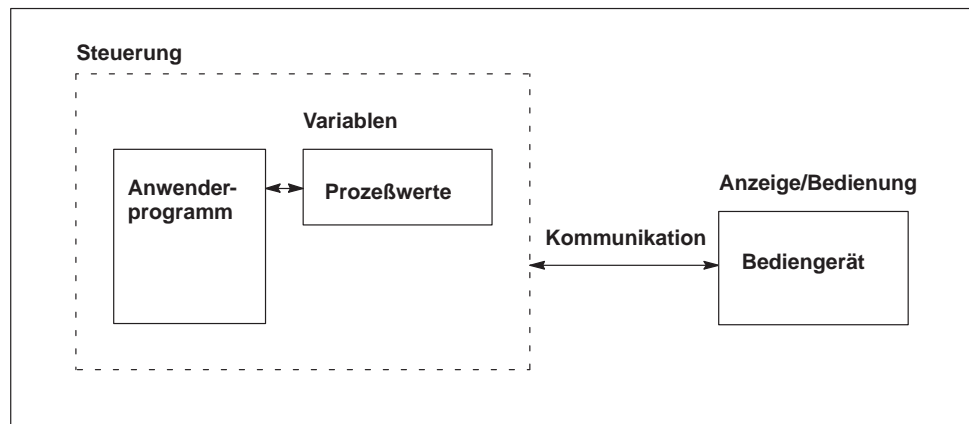 Steuerung
Variablen
Anwender-
programm
Prozeßwerte
Anzeige/Bedienung
Kommunikation
Bediengerät